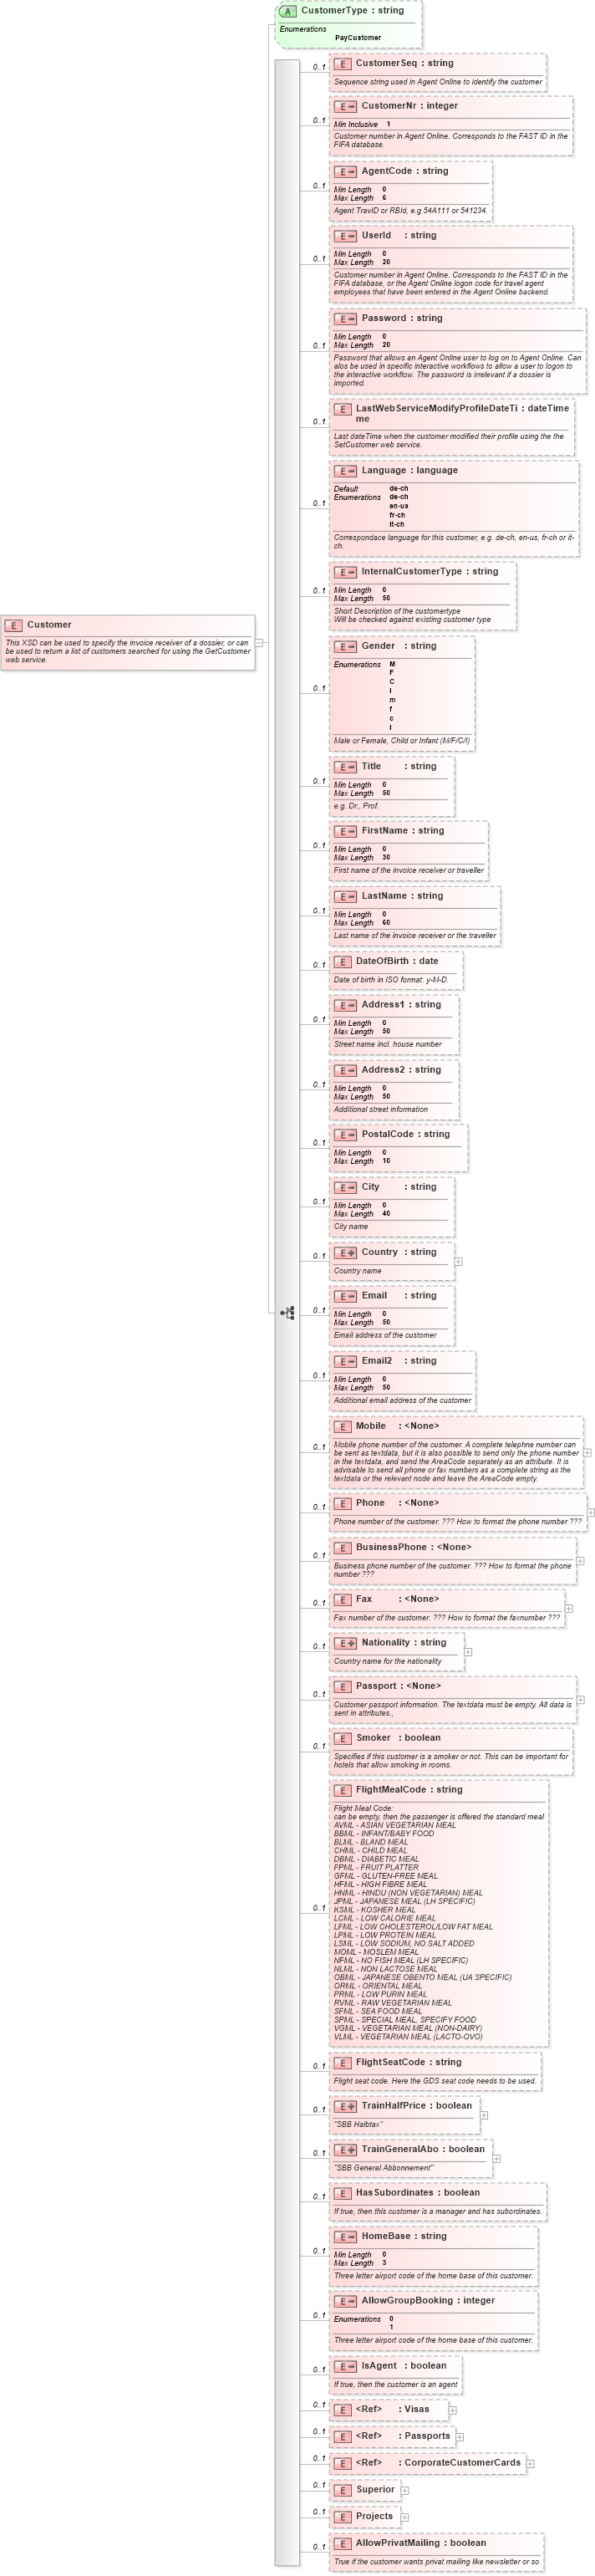 A CustomerType : string
Enumerations
PayCustomer
0..1 E CustomerSeq : string
Sequence string used in Agent Online to identify the customer
0..1 E CustomerNr : integer
Min Inclusive 1
Customer number in Agent Online. Corresponds to the FAST ID in the
FIFA database.
0..1 E AgentCode : string
Min Length 0
Max Length 6
Agent TravID or RBId, e.g 54A111 or 541234.
0..1 E UserId : string
Min Length 0
Max Length 20
Customer number in Agent Online. Corresponds to the FAST ID in the
FIFA database, or the Agent Online logon code for travel agent
employees that have been entered in the Agent Online backend.
0..1 E Password : string
Min Length 0
Max Length 20
Password that allows an Agent Online user to log on to Agent Online. Can
alos be used in specific interactive workflows to allow a user to logon to
the interactive workflow. The password is irrelevant if a dossier is
imported.
0..1 E LastWebServiceModifyProfileDateTi : dateTime
me
Last dateTime when the customer modified their profile using the the
SetCustomer web service.
0..1 E Language : language
Default de-ch
Enumerations de-ch
en-us
fr-ch
it-ch
Correspondace language for this customer, e.g. de-ch, en-us, fr-ch or it-
ch.
0..1 E InternalCustomerType : string
Min Length 0
Max Length 50
Short Description of the customertype
Will be checked against existing customer type
E Customer
This XSD can be used to specify the invoice receiver of a dossier, or can
be used to return a list of customers searched for using the GetCustomer
web service.
0..1 E Gender : string
Enumerations M
F
C
I
m
f
c
i
Male or Female, Child or Infant (M/F/C/I)
0..1 E Title : string
Min Length 0
Max Length 50
e.g. Dr., Prof.
0..1 E FirstName : string
Min Length 0
Max Length 30
First name of the invoice receiver or traveller
0..1 E LastName : string
Min Length 0
Max Length 60
Last name of the invoice receiver or the traveller
0..1 E DateOfBirth : date
Date of birth in ISO format: y-M-D.
0..1 E Address1 : string
Min Length 0
Max Length 50
Street name incl. house number
0..1 E Address2 : string
Min Length 0
Max Length 50
Additional street information
0..1 E PostalCode : string
Min Length 0
Max Length 10
0..1 E City : string
Min Length 0
Max Length 40
City name
0..1 E Country : string
Country name
0..1 E Email : string
Min Length 0
Max Length 50
Email address of the customer
0..1 E Email2 : string
Min Length 0
Max Length 50
Additional email address of the customer
0..1 E Mobile : <None>
Mobile phone number of the customer. A complete telephne number can
be sent as textdata, but it is also possible to send only the phone number
in the textdata, and send the AreaCode separately as an attribute. It is
advisable to send all phone or fax numbers as a complete string as the
textdata or the relevant node and leave the AreaCode empty.
0..1 E Phone : <None>
Phone number of the customer. ??? How to format the phone number ???
0..1 E BusinessPhone : <None>
Business phone number of the customer. ??? How to format the phone
number ???
0..1 E Fax : <None>
Fax number of the customer. ??? How to format the faxnumber ???
0..1 E Nationality : string
Country name for the nationality
0..1 E Passport : <None>
Customer passport information. The textdata must be empty. All data is
sent in attributes.,
0..1 E Smoker : boolean
Specifies if this customer is a smoker or not. This can be important for
hotels that allow smoking in rooms.
0..1 E FlightMealCode : string
Flight Meal Code:
can be empty, then the passenger is offered the standard meal
AVML - ASIAN VEGETARIAN MEAL
BBML - INFANT/BABY FOOD
BLML - BLAND MEAL
CHML - CHILD MEAL
DBML - DIABETIC MEAL
FPML - FRUIT PLATTER
GFML - GLUTEN-FREE MEAL
HFML - HIGH FIBRE MEAL
HNML - HINDU (NON VEGETARIAN) MEAL
JPML - JAPANESE MEAL (LH SPECIFIC)
KSML - KOSHER MEAL
LCML - LOW CALORIE MEAL
LFML - LOW CHOLESTEROL/LOW FAT MEAL
LPML - LOW PROTEIN MEAL
LSML - LOW SODIUM, NO SALT ADDED
MOML - MOSLEM MEAL
NFML - NO FISH MEAL (LH SPECIFIC)
NLML - NON LACTOSE MEAL
OBML - JAPANESE OBENTO MEAL (UA SPECIFIC)
ORML - ORIENTAL MEAL
PRML - LOW PURIN MEAL
RVML - RAW VEGETARIAN MEAL
SFML - SEA FOOD MEAL
SPML - SPECIAL MEAL, SPECIFY FOOD
VGML - VEGETARIAN MEAL (NON-DAIRY)
VLML - VEGETARIAN MEAL (LACTO-OVO)
0..1 E FlightSeatCode : string
Flight seat code. Here the GDS seat code needs to be used.
0..1 E TrainHalfPrice : boolean
"SBB Halbtax"
0..1 E TrainGeneralAbo : boolean
"SBB General Abbonnement"
0..1 E HasSubordinates : boolean
If true, then this customer is a manager and has subordinates.
0..1 E HomeBase : string
Min Length 0
Max Length 3
Three letter airport code of the home base of this customer.
0..1 E AllowGroupBooking : integer
Enumerations 0
1
Three letter airport code of the home base of this customer.
0..1 E IsAgent : boolean
If true, then the customer is an agent
0..1 E <Ref> : Visas
0..1 E <Ref> : Passports
0..1 E <Ref> : CorporateCustomerCards
0..1 E Superior
0..1 E Projects
0..1 E AllowPrivatMailing : boolean
True if the customer wants privat mailing like newsletter or so